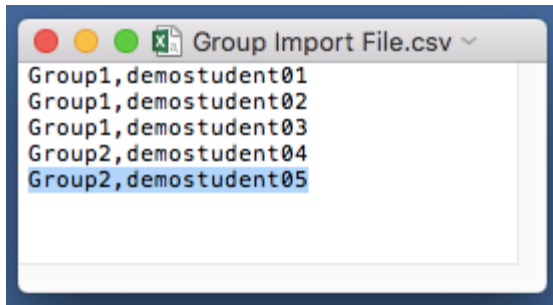 Group Import File.csv
Group1,demostudent01
Group1,demostudent02
Group1,demostudent03
Group2,demostudent04
Group2,demostudent05